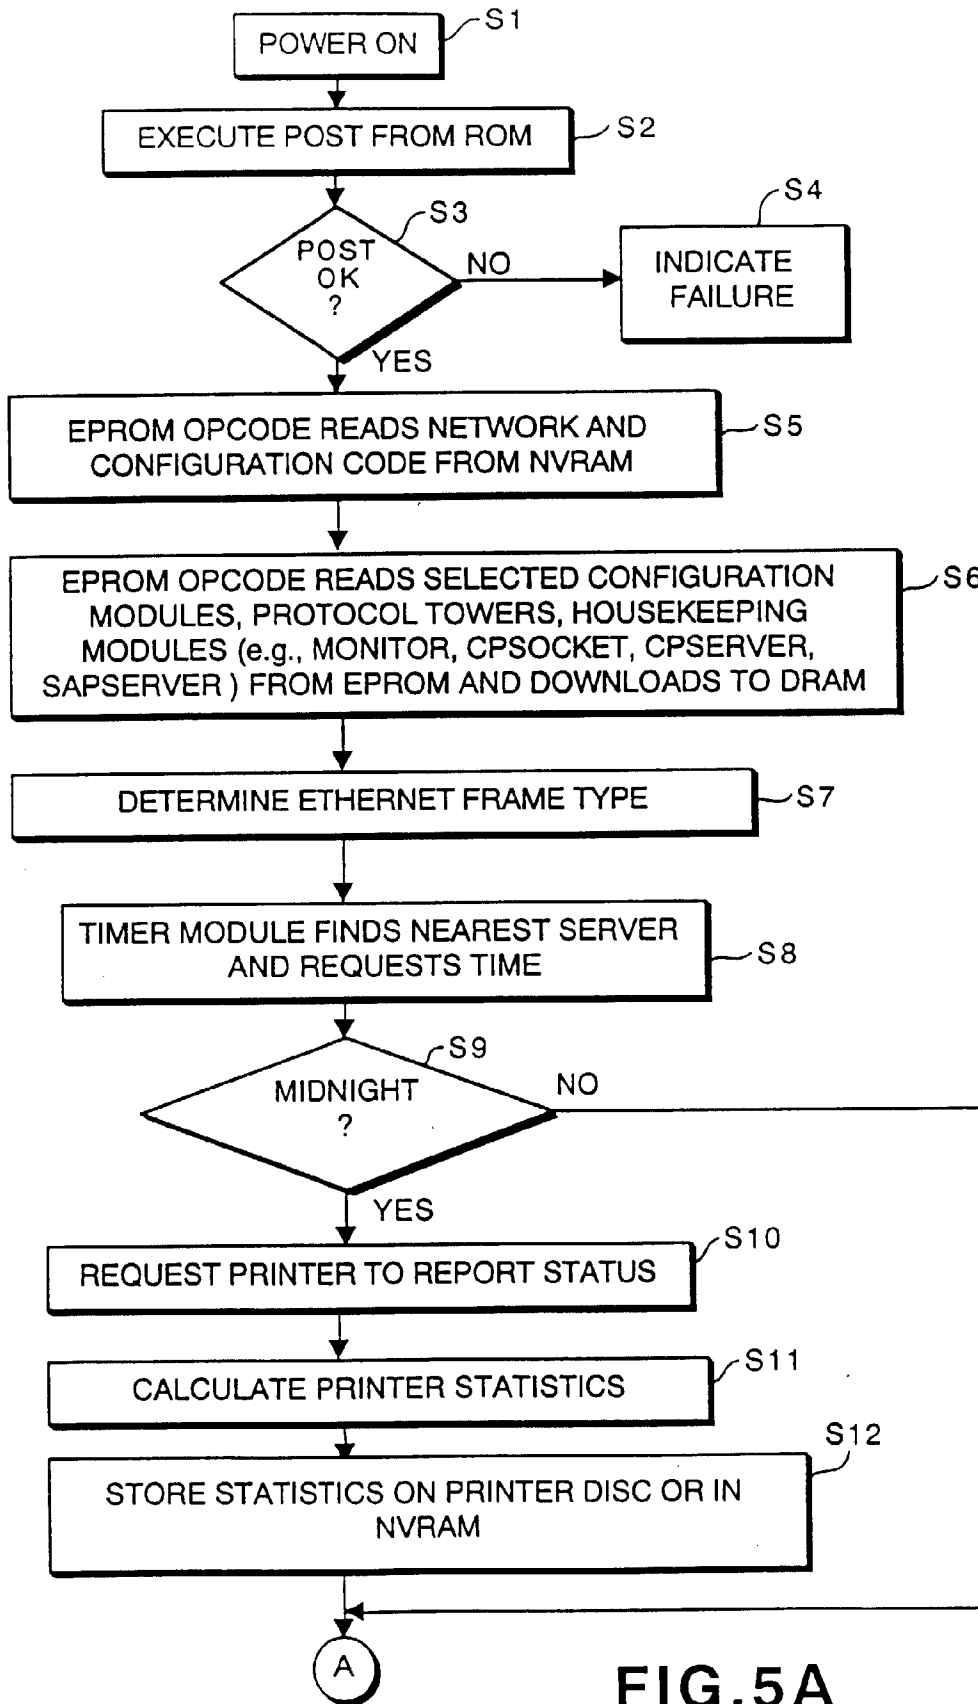 POWER ON
S1
EXECUTE POST FROM ROM
S2
POST
OK
?
S3
NO
S4
INDICATE
FAILURE
YES
EPROM OPCODE READS NETWORK AND
CONFIGURATION CODE FROM NVRAM
S5
EPROM OPCODE READS SELECTED CONFIGURATION
MODULES, PROTOCOL TOWERS, HOUSEKEEPING
MODULES (e.g., MONITOR, CPSOCKET, CPSERVER,
SAPSERVER ) FROM EPROM AND DOWNLOADS TO DRAM
S6
DETERMINE ETHERNET FRAME TYPE
S7
TIMER MODULE FINDS NEAREST SERVER
AND REQUESTS TIME
S8
MIDNIGHT
?
S9
NO
YES
REQUEST PRINTER TO REPORT STATUS
S10
CALCULATE PRINTER STATISTICS
S11
STORE STATISTICS ON PRINTER DISC OR IN
NVRAM
S12
A
FIG.5A